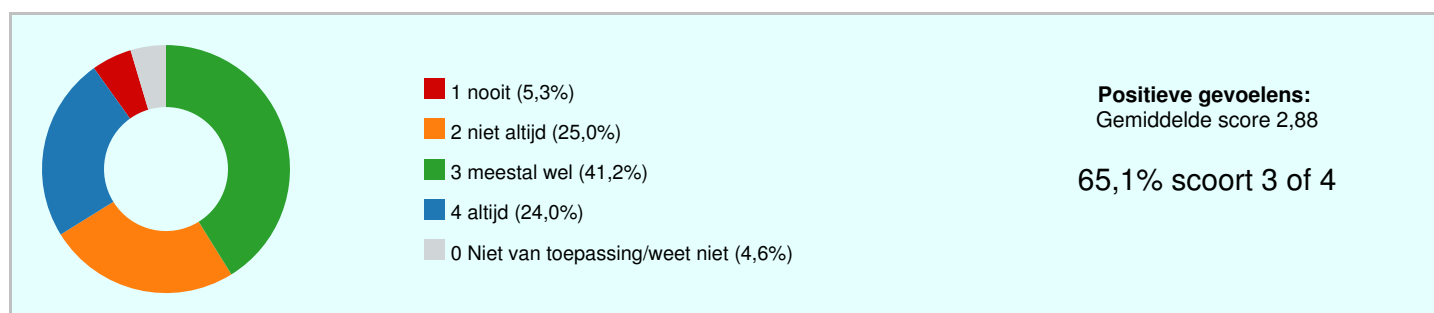 1 nooit (5,3%)
2 niet altijd (25,0%)
3 meestal wel (41,2%)
4 altijd (24,0%)
0 Niet van toepassing/weet niet (4,6%)
Positieve gevoelens:
Gemiddelde score 2,88
65,1% scoort 3 of 4